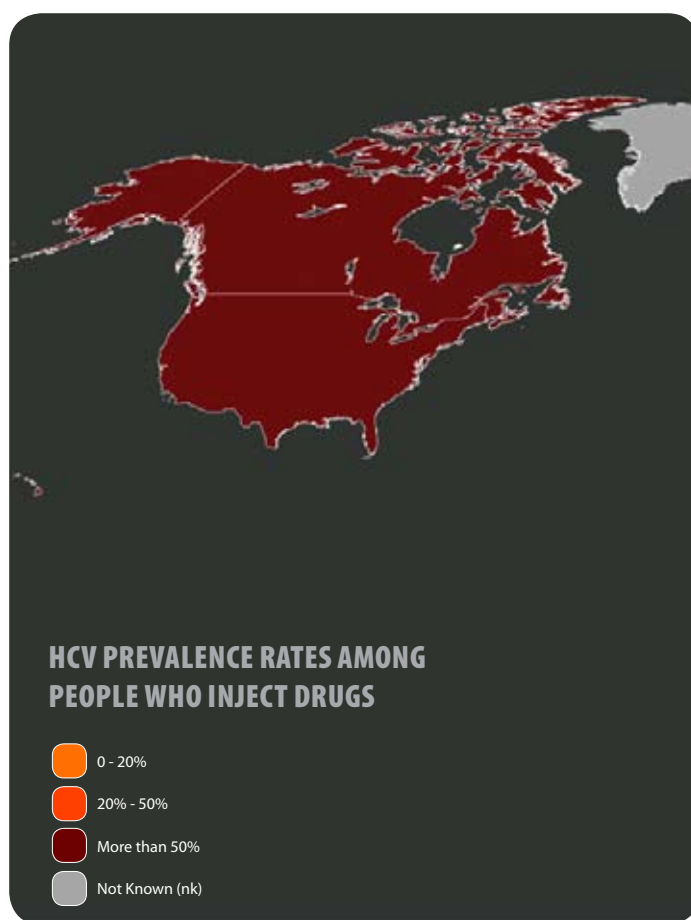 HCV PREVALENCE RATES AMONG
PEOPLE WHO INJECT DRUGS
0 - 20%
20% - 50%
More than 50%
Not Known (nk)